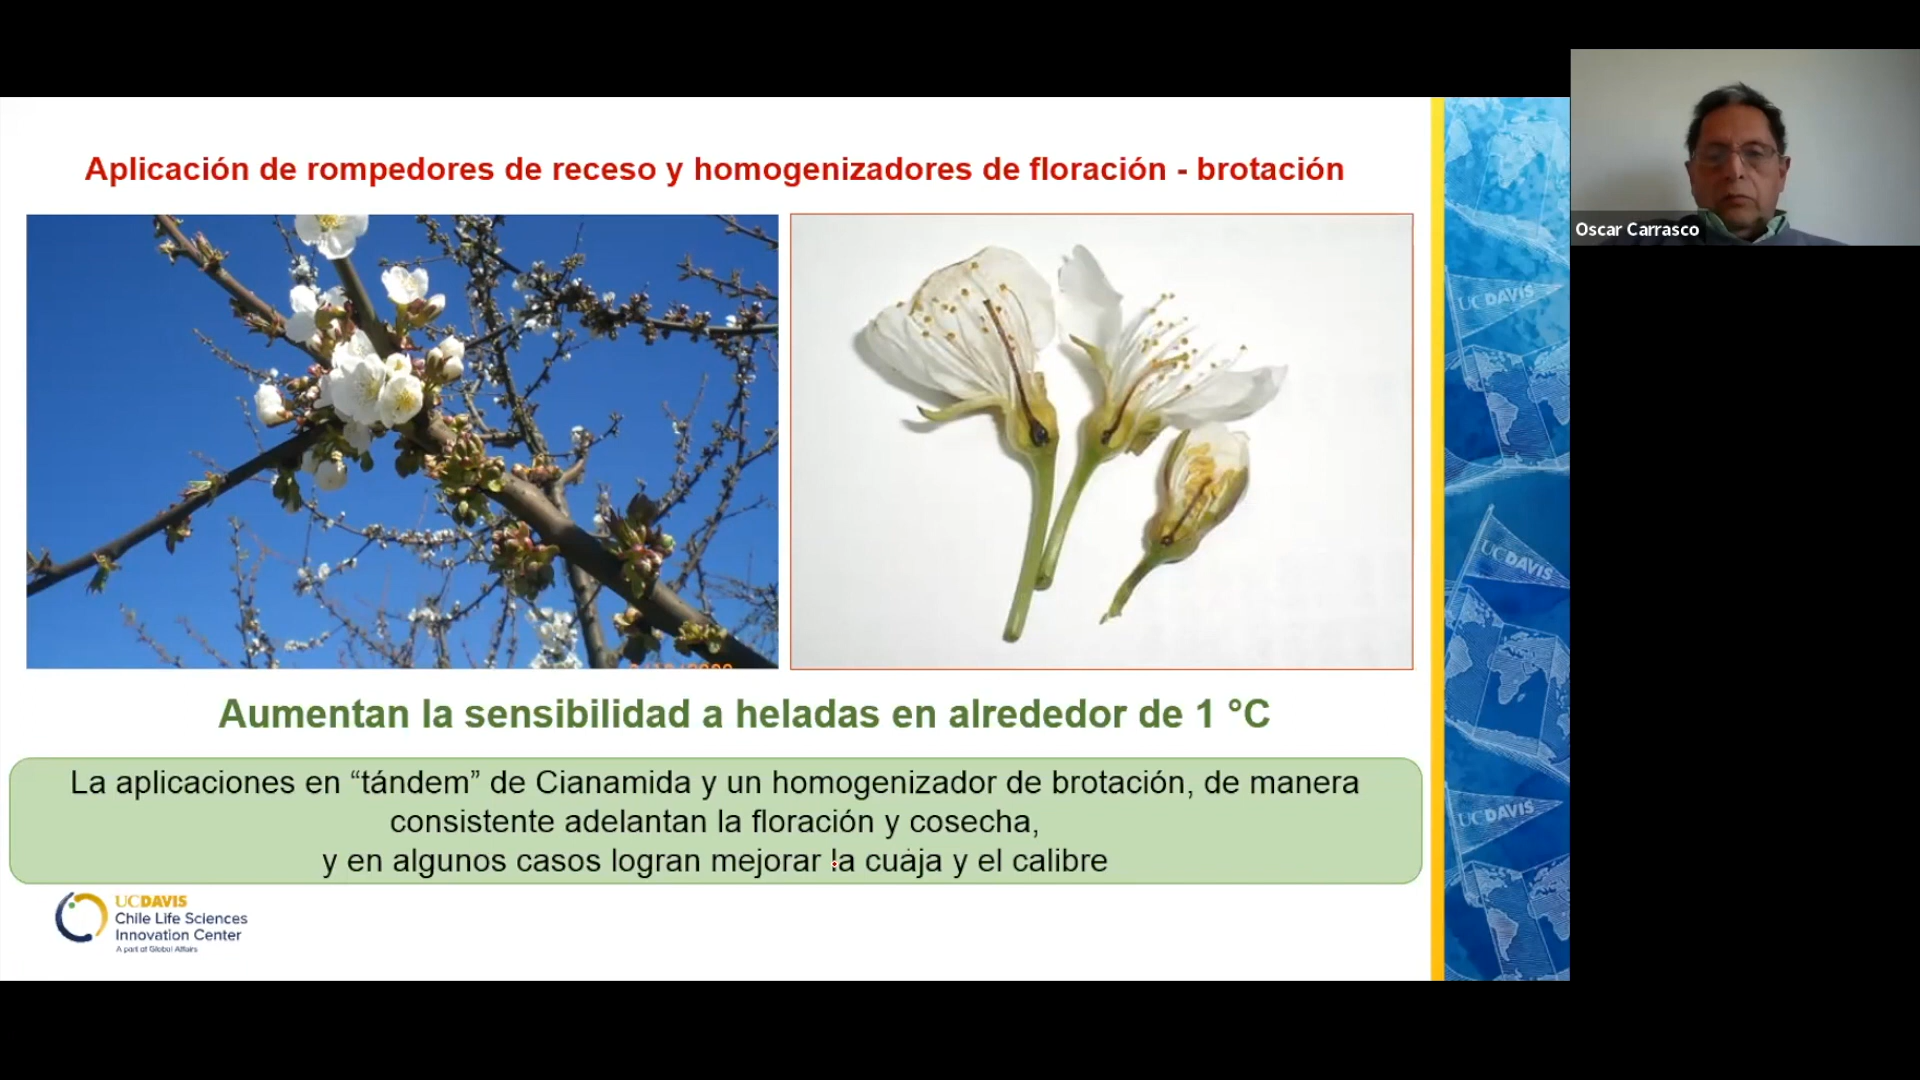 Aplicación de rompedores de receso y homogenizadores de floración - brotación
Oscar Carrasco
UC DAVIS
UC DAVIS
UC DAVIS
Aumentan la sensibilidad a heladas en alrededor de 1 °C
La aplicaciones en “tándem” de Cianamida y un homogenizador de brotación, de manera
consistente adelantan la floración y cosecha,
y en algunos casos logran mejorar la cuaja y el calibre
UCDAVIS
Chile Life Sciences
Innovation Center
A part of Global Affairs